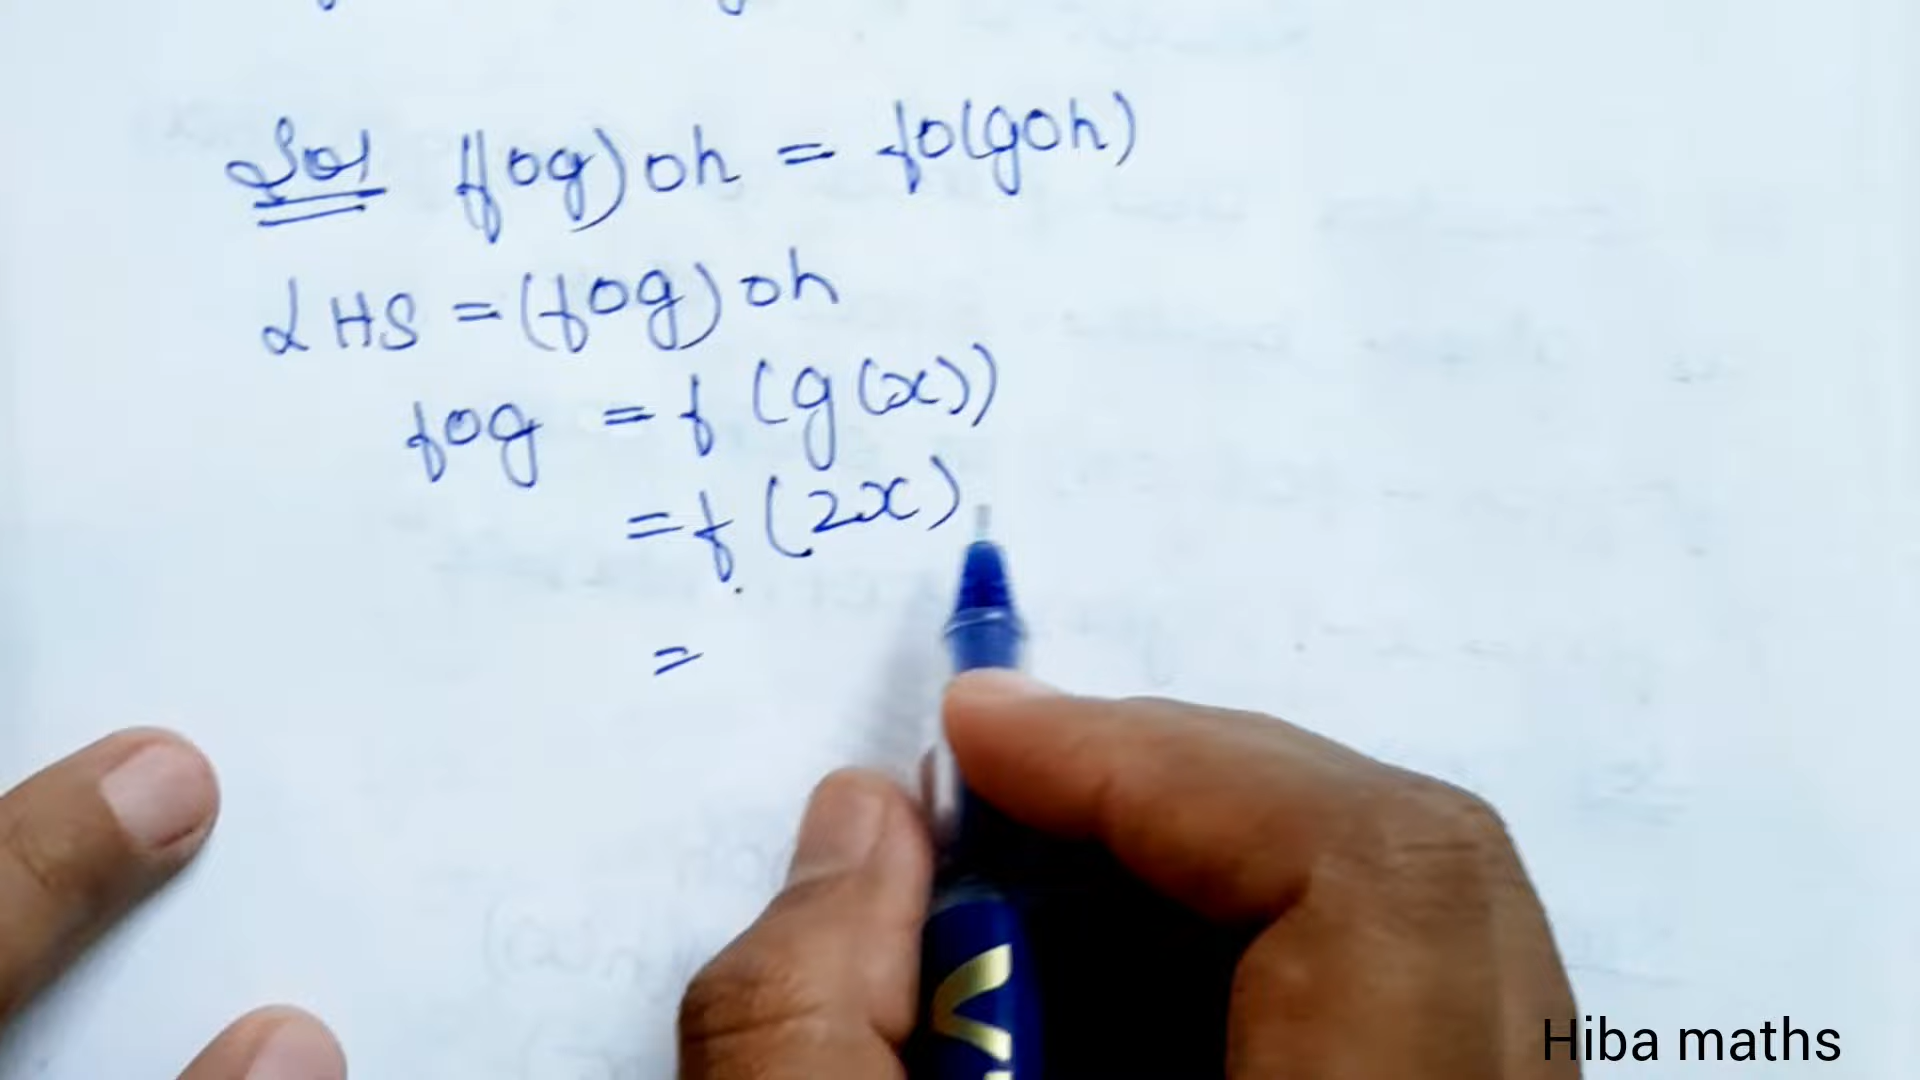 Sol (fog)oh = fo(goh)
LHS = (fog)oh
fog = f(g(x))
= f(2x)
=
V
Hiba maths